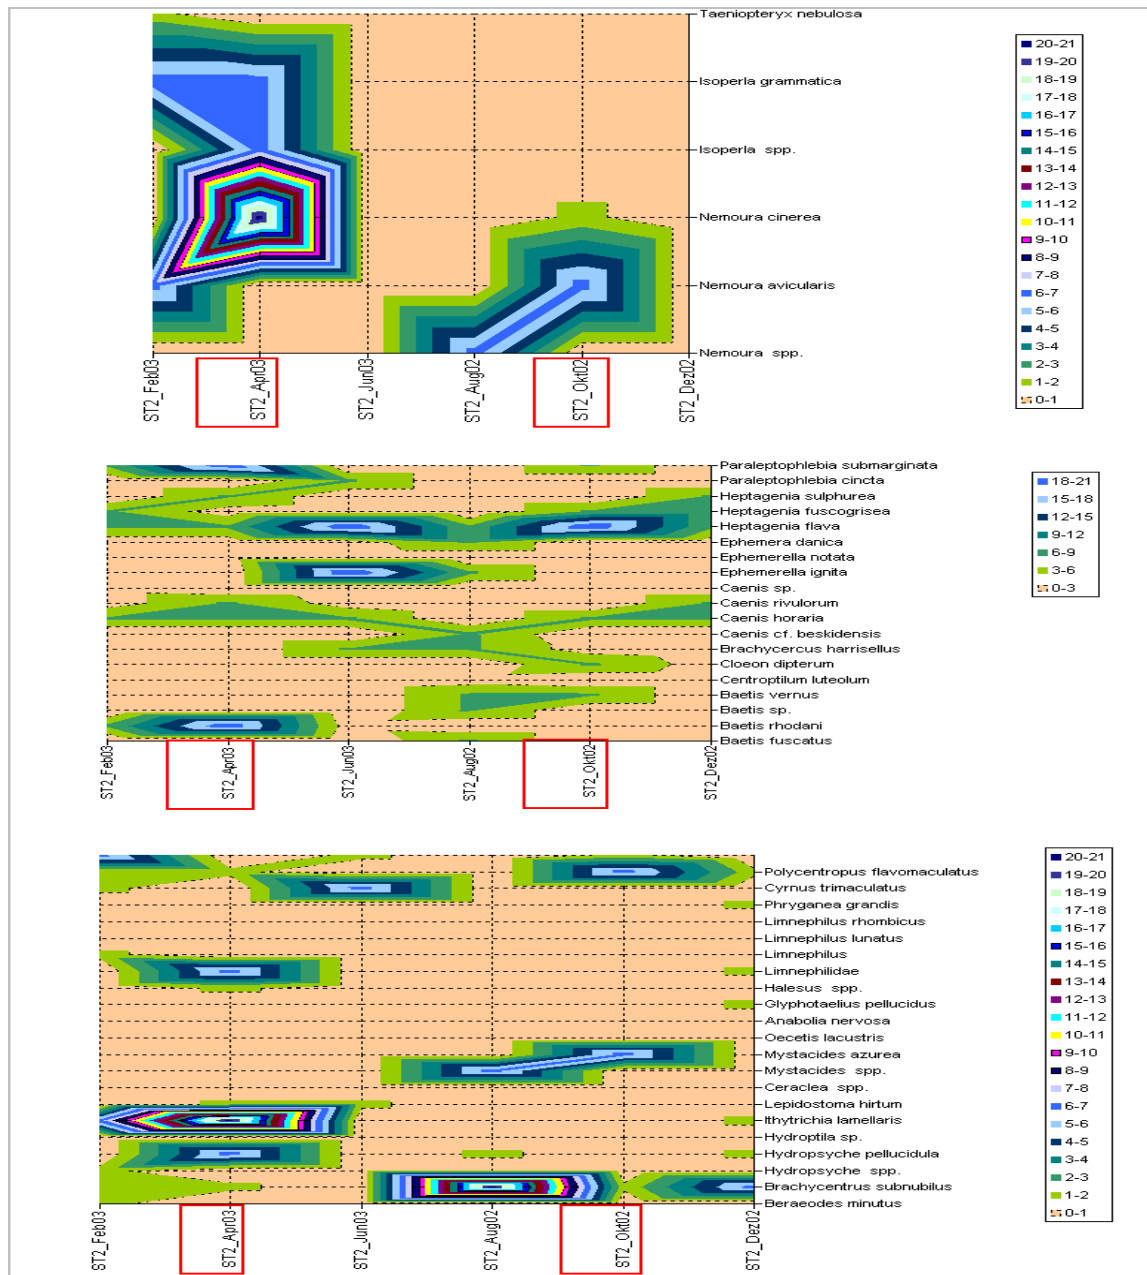 Taeniopteryx nebulosa
Isoperla grammatica
Isoperla spp.
Nemoura cinerea
Nemoura avicularis
Nemoura spp.
ST2_Feb03
ST2_Apr03
ST2_Jun03
ST2_Aug02
ST2_Okt02
ST2_Dez02
20-21
19-20
18-19
17-18
16-17
15-16
14-15
13-14
12-13
11-12
10-11
9-10
8-9
7-8
6-7
5-6
4-5
3-4
2-3
1-2
0-1
Paraleptophlebia submarginata
Paraleptophlebia cincta
Heptagenia sulphurea
Heptagenia fuscogrisea
Heptagenia flava
Ephemera danica
Ephemerella notata
Ephemerella ignita
Caenis sp.
Caenis rivulorum
Caenis horaria
Caenis cf. beskidensis
Brachycercus harrisellus
Cloeon dipterum
Centroptilum luteolum
Baetis vernus
Baetis sp.
Baetis rhodani
Baetis fuscatus
ST2_Feb03
ST2_Apr03
ST2_Jun03
ST2_Aug02
ST2_Okt02
ST2_Dez02
18-21
15-18
12-15
9-12
6-9
3-6
0-3
Polycentropus flavomaculatus
Cyrnus trimaculatus
Phryganea grandis
Limnephilus rhombicus
Limnephilus lunatus
Limnephilus
Limnephilidae
Halesus spp.
Glyphotaelius pellucidus
Anabolia nervosa
Oecetis lacustris
Mystacides azurea
Mystacides spp.
Ceraclea spp.
Lepidostoma hirtum
Ithytrichia lamellaris
Hydroptila sp.
Hydropsyche pellucidula
Hydropsyche spp.
Brachycentrus subnubilus
Beraeodes minutus
ST2_Feb03
ST2_Apr03
ST2_Jun03
ST2_Aug02
ST2_Okt02
ST2_Dez02
20-21
19-20
18-19
17-18
16-17
15-16
14-15
13-14
12-13
11-12
10-11
9-10
8-9
7-8
6-7
5-6
4-5
3-4
2-3
1-2
0-1